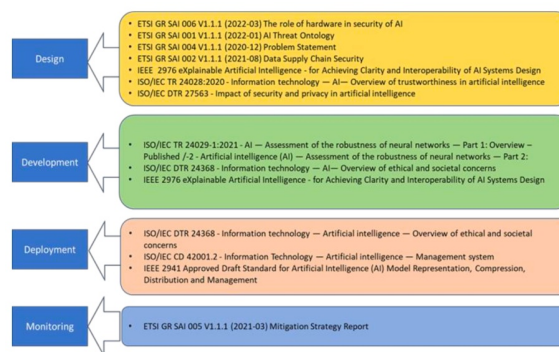 Design
• ETSI GR SAI 006 V1.1.1 (2022-03) The role of hardware in security of AI
• ETSI GR SAI 001 V1.1.1 (2022-01) AI Threat Ontology
• ETSI GR SAI 004 V1.1.1 (2020-12) Problem Statement
• ETSI GR SAI 002 V1.1.1 (2021-08) Data Supply Chain Security
• IEEE 2976 eXplainable Artificial Intelligence - for Achieving Clarity and Interoperability of AI Systems Design
• ISO/IEC TR 24028:2020 - Information technology — AI— Overview of trustworthiness in artificial intelligence
• ISO/IEC DTR 27563 - Impact of security and privacy in artificial intelligence
Development
• ISO/IEC TR 24029-1:2021 - AI — Assessment of the robustness of neural networks — Part 1: Overview –
Published /-2 - Artificial intelligence (AI) — Assessment of the robustness of neural networks — Part 2:
• ISO/IEC DTR 24368 - Information technology — AI— Overview of ethical and societal concerns
• IEEE 2976 eXplainable Artificial Intelligence - for Achieving Clarity and Interoperability of AI Systems Design
Deployment
• ISO/IEC DTR 24368 - Information technology — Artificial intelligence — Overview of ethical and societal
concerns
• ISO/IEC CD 42001.2 - Information Technology — Artificial intelligence — Management system
• IEEE 2941 Approved Draft Standard for Artificial Intelligence (AI) Model Representation, Compression,
Distribution and Management
Monitoring
• ETSI GR SAI 005 V1.1.1 (2021-03) Mitigation Strategy Report